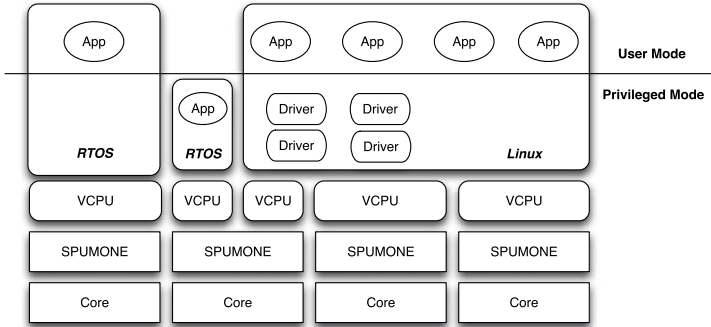 App App App App App
User Mode
Privileged Mode
App Driver Driver
Driver Driver
RTOS RTOS Linux
VCPU VCPU VCPU VCPU VCPU
SPUMONE SPUMONE SPUMONE SPUMONE
Core Core Core Core